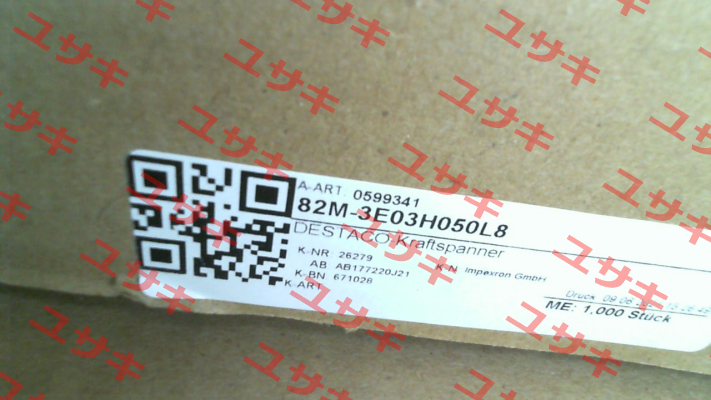 A-ART. 0599341
82M-3E03H050L8
DESTACO Kraftspanner
K-NR 26279 K.N. Impexron GmbH
AB AB177220J21
K-BN 671028
K-ART
Druck
ME: 1,000 Stück
ユサキ